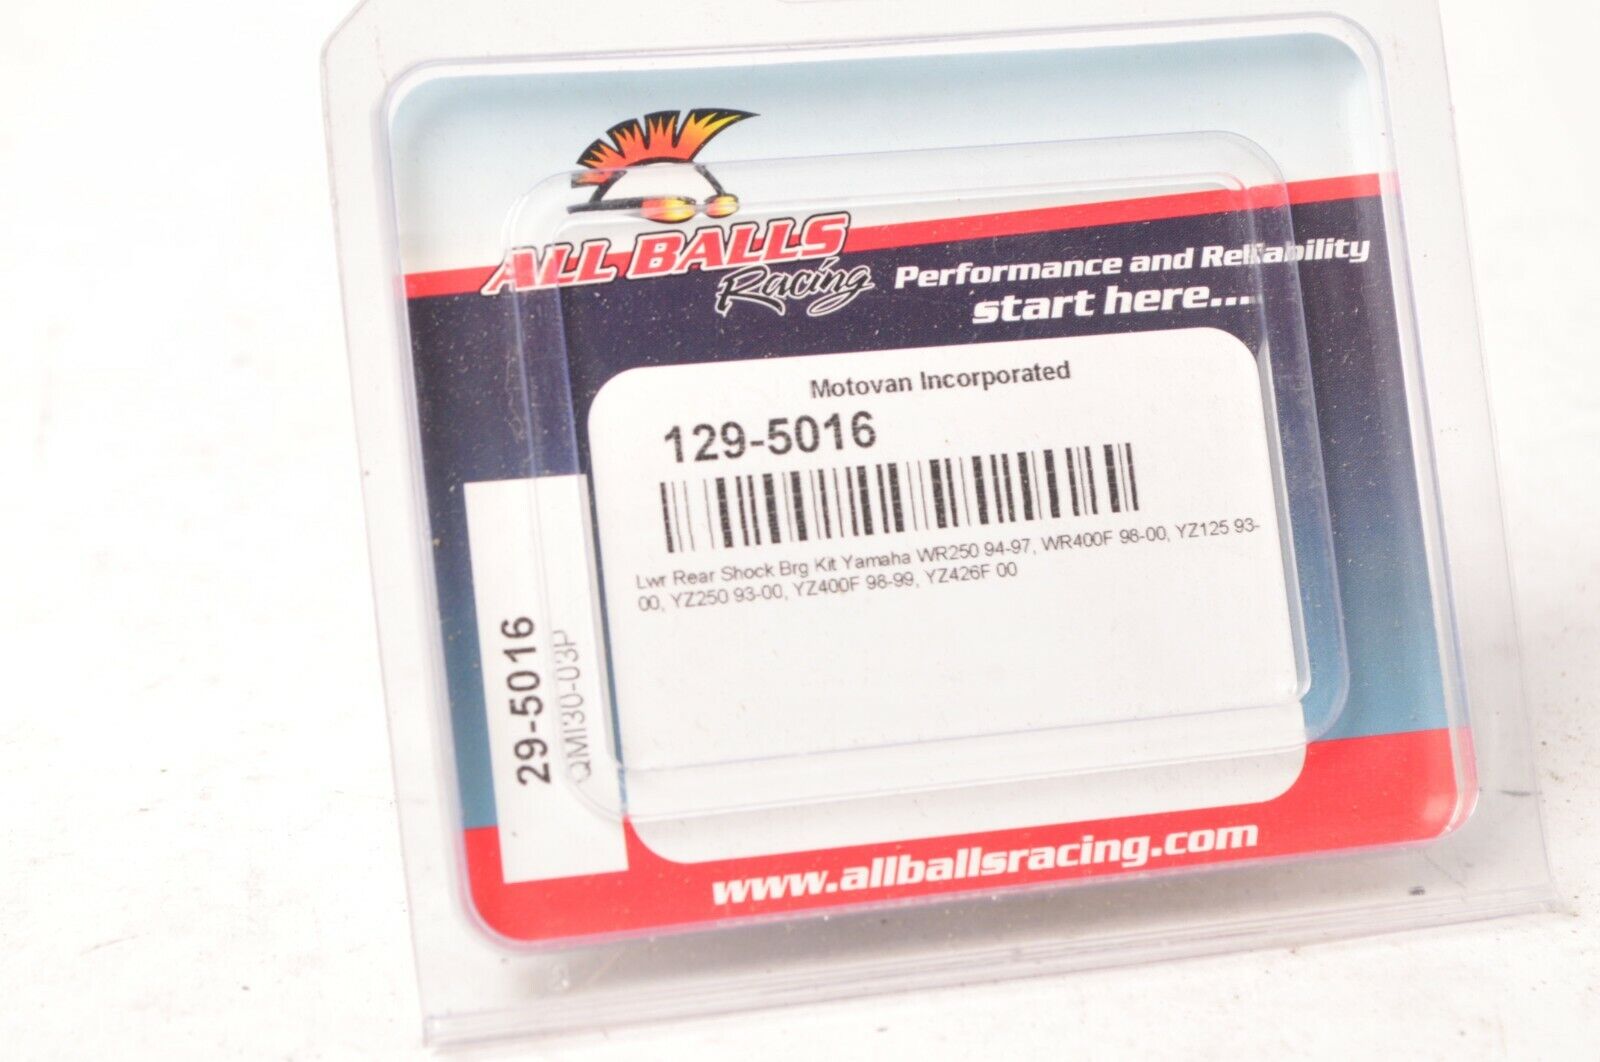 ALL BALLS
Racing
Performance and Reliability
start here...
Motovan Incorporated
129-5016
Lwr Rear Shock Brg Kit Yamaha WR250 94-97, WR400F 98-00, YZ125 93-
00, YZ250 93-00, YZ400F 98-99, YZ426F 00
29-5016
QMI30-03P
www.allballsracing.com